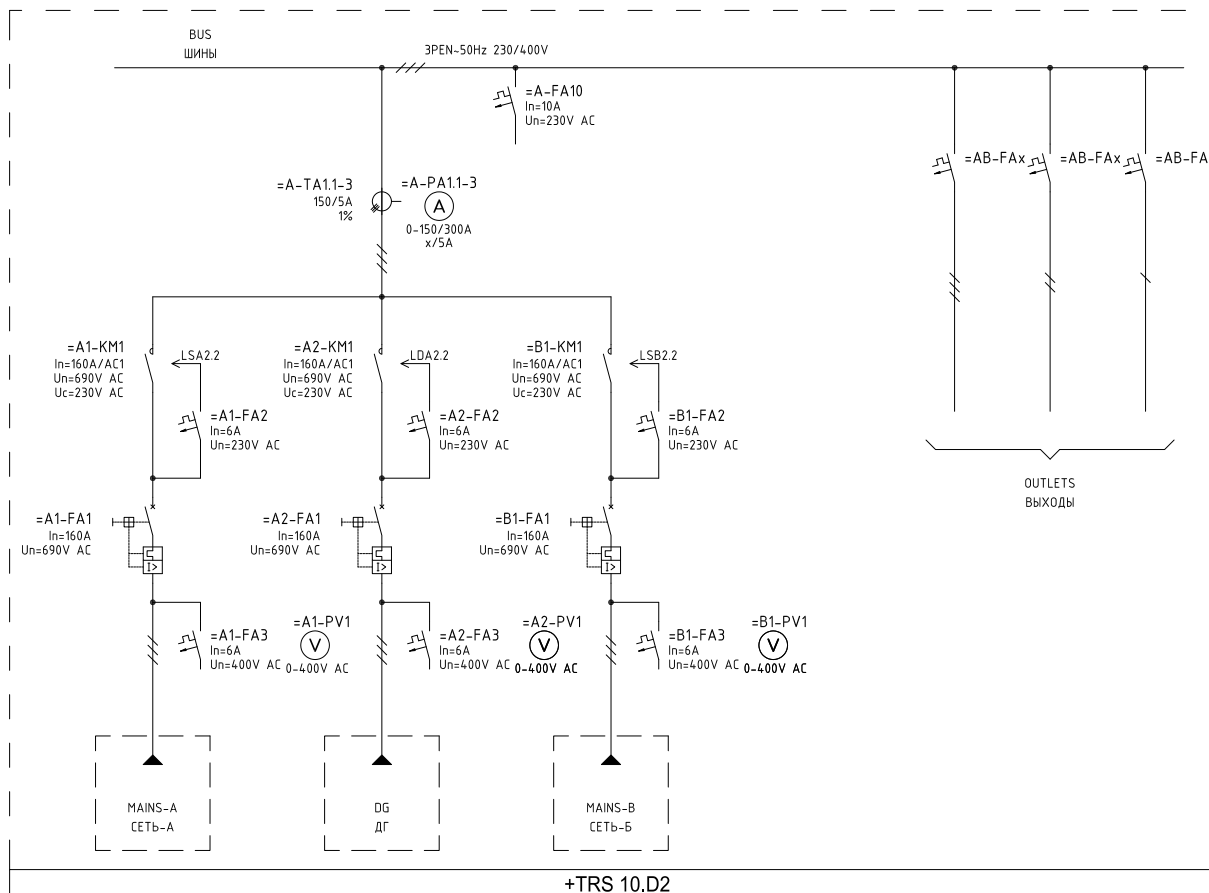 BUS
ШИНЫ
3PEN~50Hz 230/400V
=A-FA10
In=10A
Un=230V AC
=AB-FAx
=AB-FAx
=AB-FA
=A-TA1.1-3
150/5A
1%
=A-PA1.1-3
A
0-150/300A
x/5A
=A1-KM1
In=160A/AC1
Un=690V AC
Uc=230V AC
LSA2.2
=A2-KM1
In=160A/AC1
Un=690V AC
Uc=230V AC
LDA2.2
=B1-KM1
In=160A/AC1
Un=690V AC
Uc=230V AC
LSB2.2
=A1-FA2
In=6A
Un=230V AC
=A2-FA2
In=6A
Un=230V AC
=B1-FA2
In=6A
Un=230V AC
OUTLETS
ВЫХОДЫ
=A1-FA1
In=160A
Un=690V AC
I>
=A2-FA1
In=160A
Un=690V AC
I>
=B1-FA1
In=160A
Un=690V AC
I>
=A1-FA3
In=6A
Un=400V AC
=A1-PV1
V
0-400V AC
=A2-FA3
In=6A
Un=400V AC
=A2-PV1
V
0-400V AC
=B1-FA3
In=6A
Un=400V AC
=B1-PV1
V
0-400V AC
MAINS-A
СЕТЬ-А
DG
ДГ
MAINS-B
СЕТЬ-Б
+TRS 10.D2